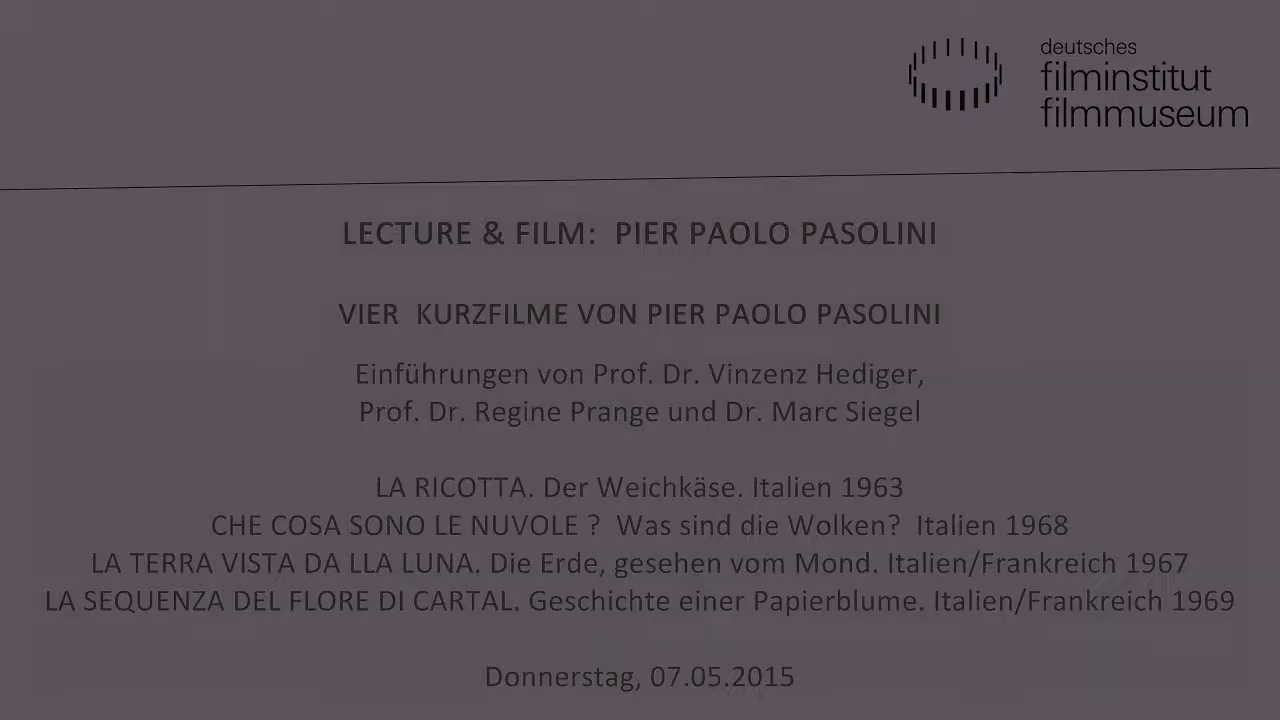 deutsches
filminstitut
filmmuseum
LECTURE & FILM:  PIER PAOLO PASOLINI
VIER  KURZFILME VON PIER PAOLO PASOLINI
Einführungen von Prof. Dr. Vinzenz Hediger,
Prof. Dr. Regine Prange und Dr. Marc Siegel
LA RICOTTA. Der Weichkäse. Italien 1963
CHE COSA SONO LE NUVOLE ?  Was sind die Wolken?  Italien 1968
LA TERRA VISTA DA LLA LUNA. Die Erde, gesehen vom Mond. Italien/Frankreich 1967
LA SEQUENZA DEL FLORE DI CARTAL. Geschichte einer Papierblume. Italien/Frankreich 1969
Donnerstag, 07.05.2015